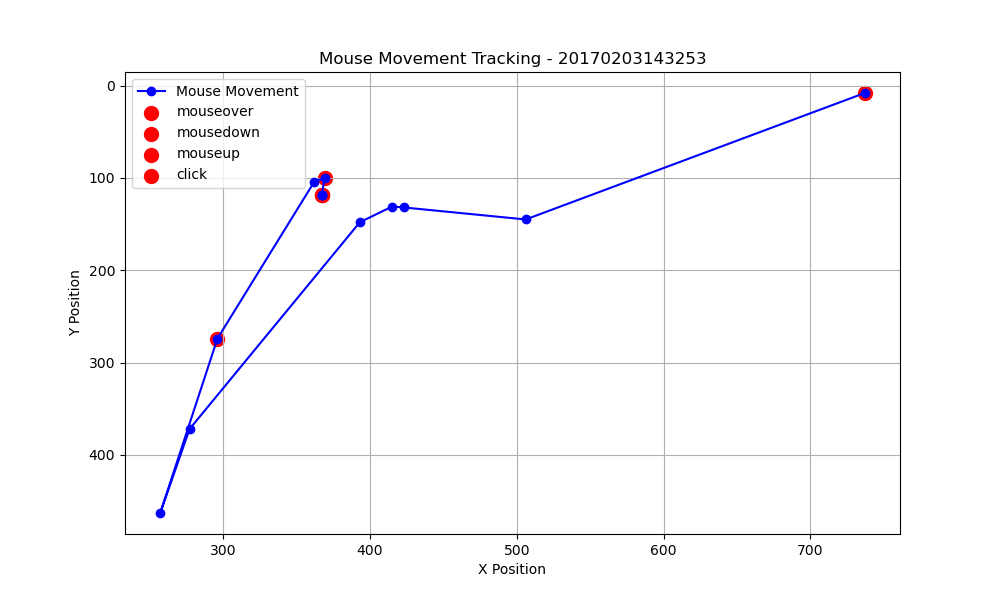 Mouse Movement Tracking - 20170203143253
Mouse Movement
mouseover
mousedown
mouseup
click
0
100
200
300
400
Y Position
300 400 500 600 700
X Position